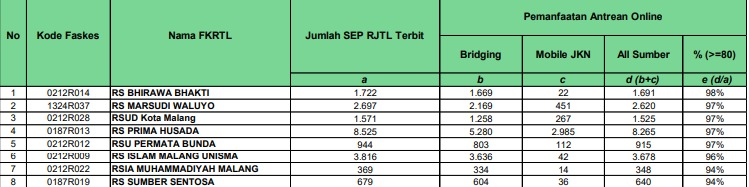 No Kode Faskes Nama FKRTL Jumlah SEP RJTL Terbit Pemanfaatan Antrean Online
Bridging Mobile JKN All Sumber % (>=80)
a b c d (b+c) e (d/a)
1 0212R014 RS BHIRAWA BHAKTI 1.722 1.669 22 1.691 98%
2 1324R037 RS MARSUDI WALUYO 2.697 2.169 451 2.620 97%
3 0212R028 RSUD Kota Malang 1.571 1.258 267 1.525 97%
4 0187R013 RS PRIMA HUSADA 8.525 5.280 2.985 8.265 97%
5 0212R012 RSU PERMATA BUNDA 944 803 112 915 97%
6 0212R009 RS ISLAM MALANG UNISMA 3.816 3.636 42 3.678 96%
7 0212R022 RSIA MUHAMMADIYAH MALANG 369 334 14 348 94%
8 0187R019 RS SUMBER SENTOSA 679 604 36 640 94%